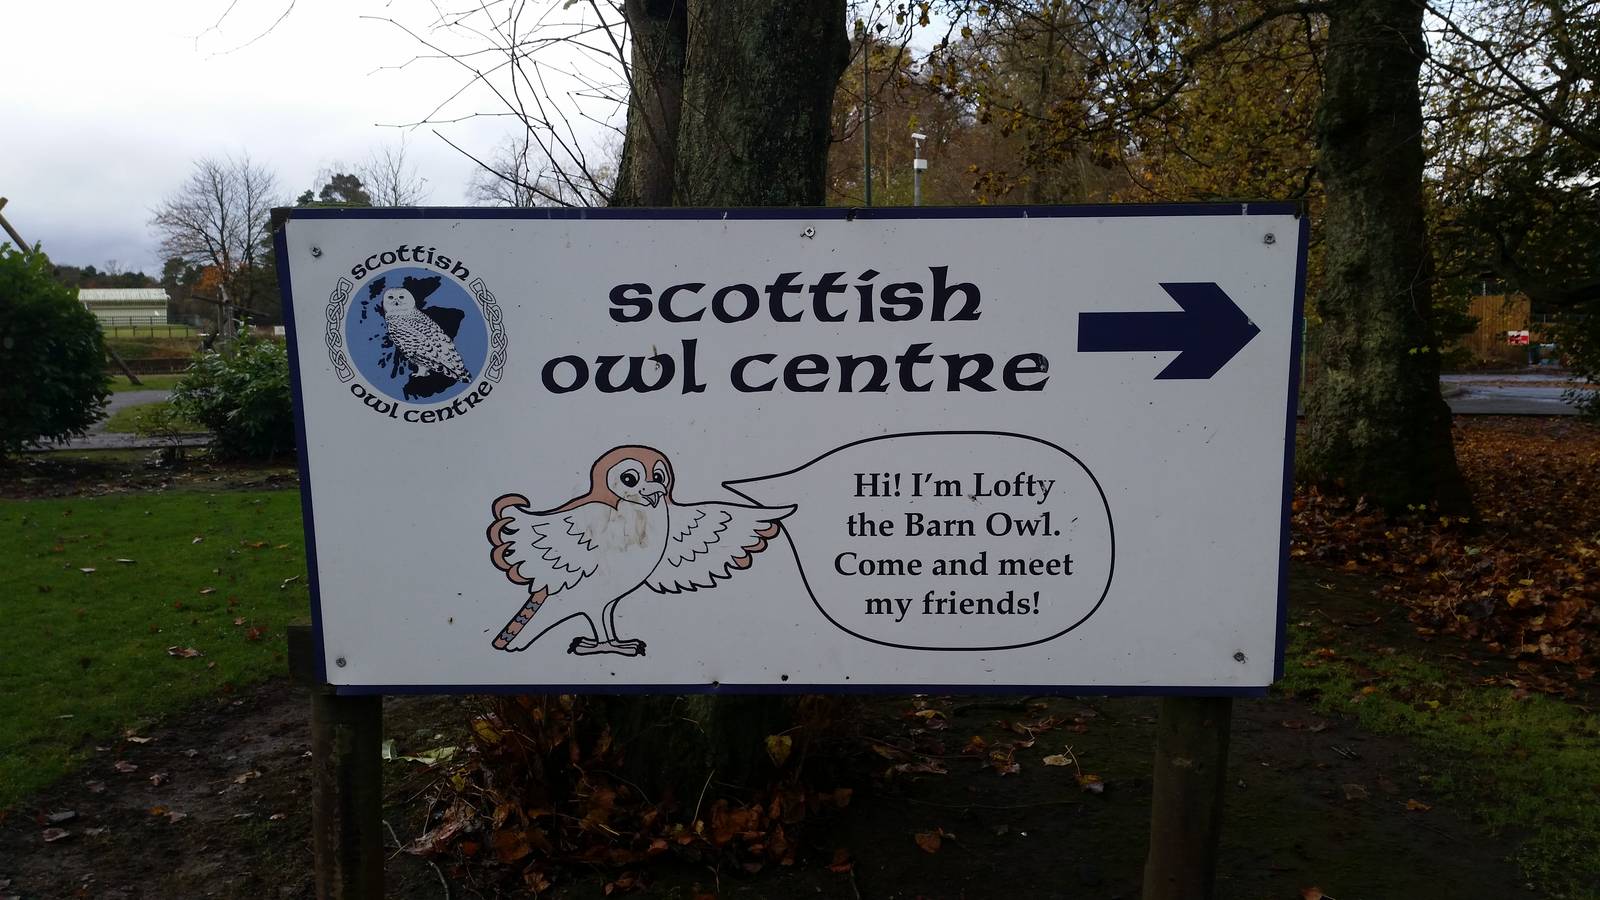 scottish
owl centre
scottish
owl centre
Hi! I'm Lofty
the Barn Owl.
Come and meet
my friends!